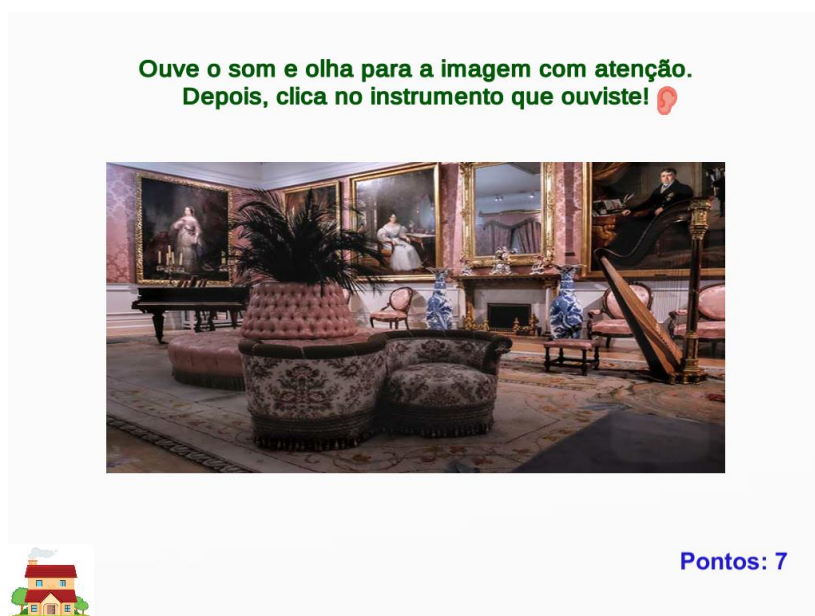 Ouve o som e olha para a imagem com atenção.
Depois, clica no instrumento que ouviste!
Pontos: 7